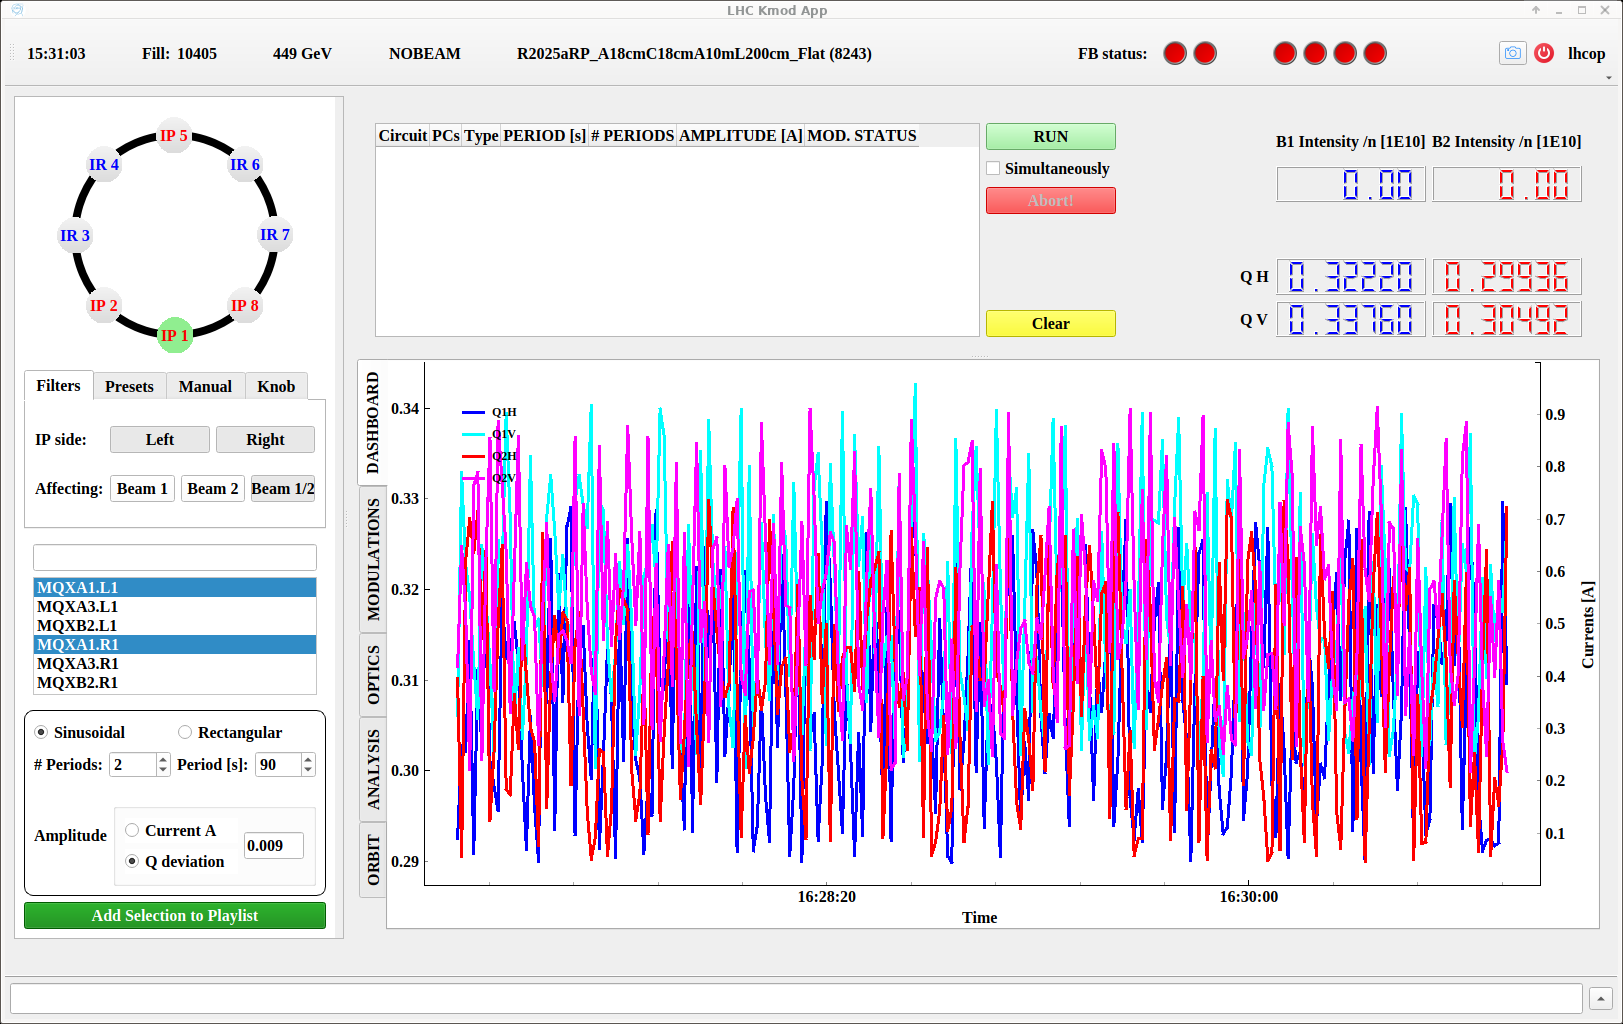 LHC Kmod App
15:31:03 Fill: 10405 449 GeV NOBEAM R2025aRP_A18cmC18cmA10mL200cm_Flat (8243) FB status: lhcop
IP 5
IR 4 IR 6
IR 3 IR 7
IP 2 IP 8
IP 1
Filters Presets Manual Knob
IP side: Left Right
Affecting: Beam 1 Beam 2 Beam 1/2
MQXA1.L1
MQXA3.L1
MQXB2.L1
MQXA1.R1
MQXA3.R1
MQXB2.R1
Sinusoidal Rectangular
# Periods: 2 Period [s]: 90
Amplitude
Current A
Q deviation
0.009
Add Selection to Playlist
Circuit PCs Type PERIOD [s] # PERIODS AMPLITUDE [A] MOD. STATUS
RUN
Simultaneously
Abort!
Clear
B1 Intensity /n [1E10] B2 Intensity /n [1E10]
0.00 0.00
Q H 0.32220 0.29936
Q V 0.33760 0.30492
DASHBOARD
MODULATIONS
OPTICS
ANALYSIS
ORBIT
0.34
0.33
0.32
0.31
0.30
0.29
Q1H
Q1V
Q2H
Q2V
0.9
0.8
0.7
0.6
0.5
0.4
0.3
0.2
0.1
Currents [A]
16:28:20 16:30:00
Time